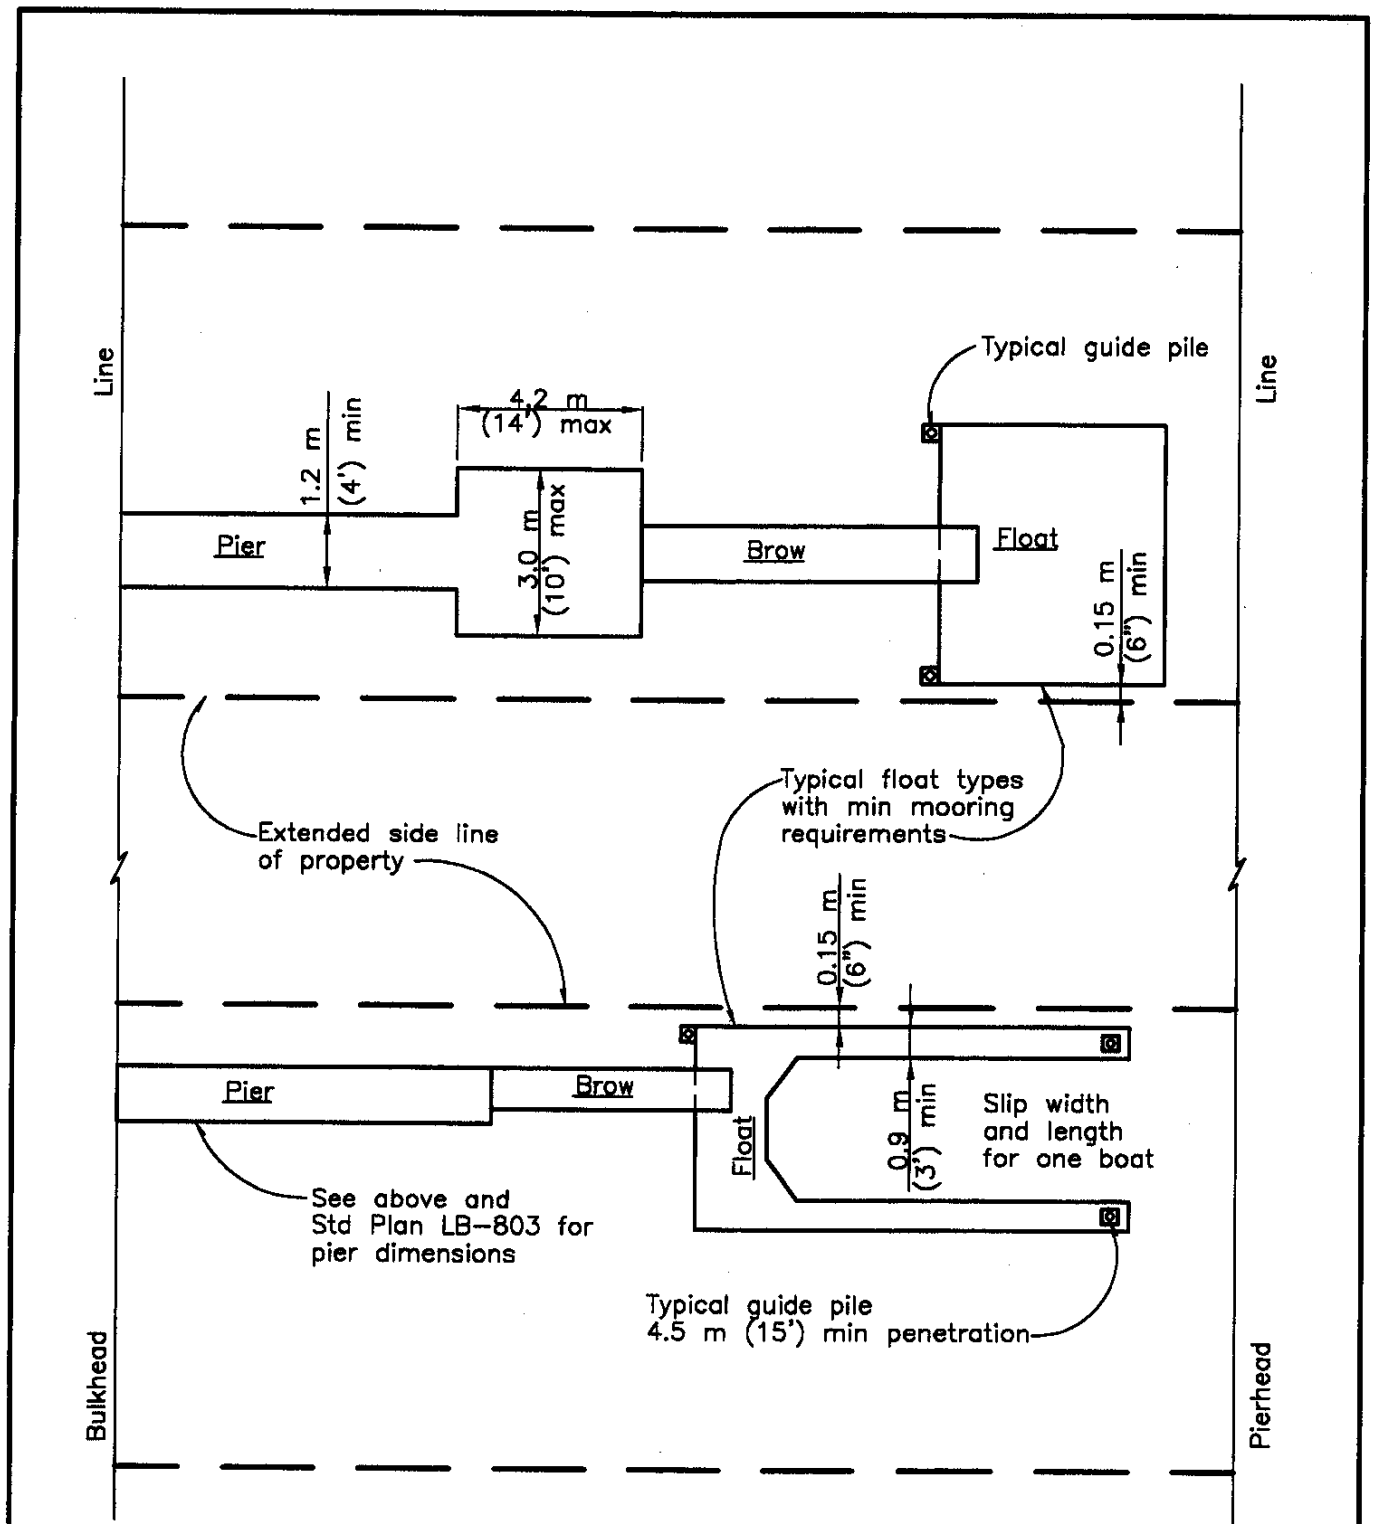 Line
Line
Typical guide pile
4.2 m
(14') max
1.2 m
(4') min
Pier
3.0 m
(10') max
Brow
Float
0.15 m
(6") min
Typical float types
with min mooring
requirements
Extended side line
of property
0.15 m
(6") min
Pier
Brow
Float
0.9 m
(3') min
Slip width
and length
for one boat
See above and
Std Plan LB-803 for
pier dimensions
Typical guide pile
4.5 m (15') min penetration
Bulkhead
Pierhead